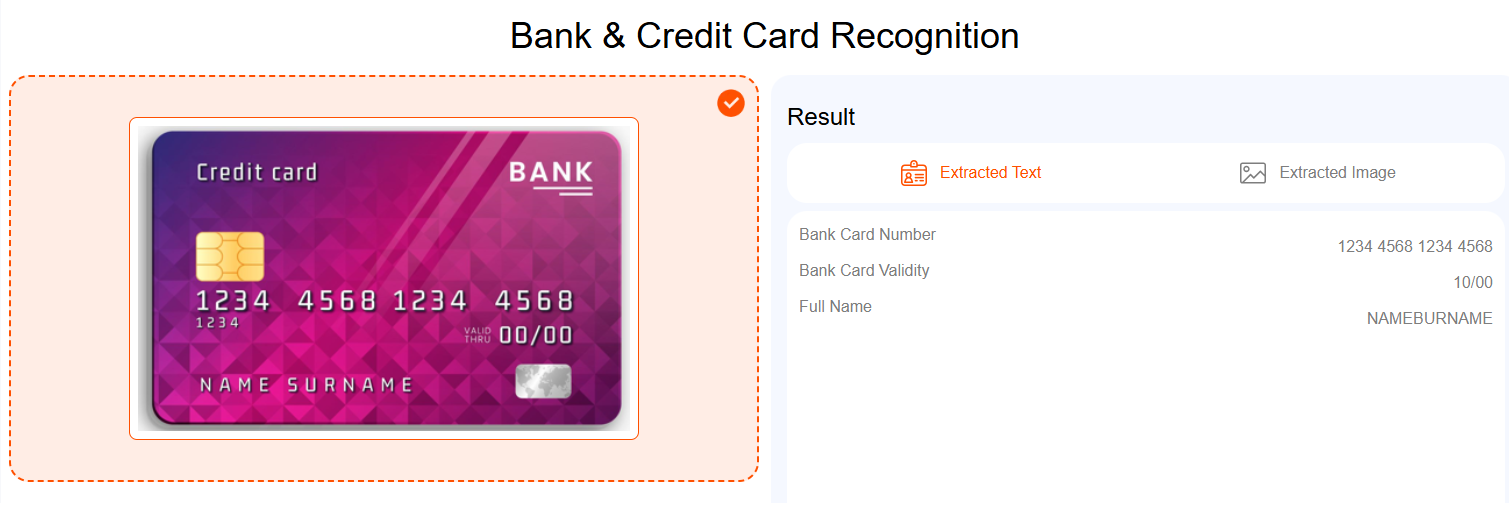 Bank & Credit Card Recognition
Credit card
BANK
1234 4568 1234 4568
1234
VALID THRU 00/00
NAME SURNAME
Result
Extracted Text
Extracted Image
Bank Card Number
1234 4568 1234 4568
Bank Card Validity
10/00
Full Name
NAMEBURNAME